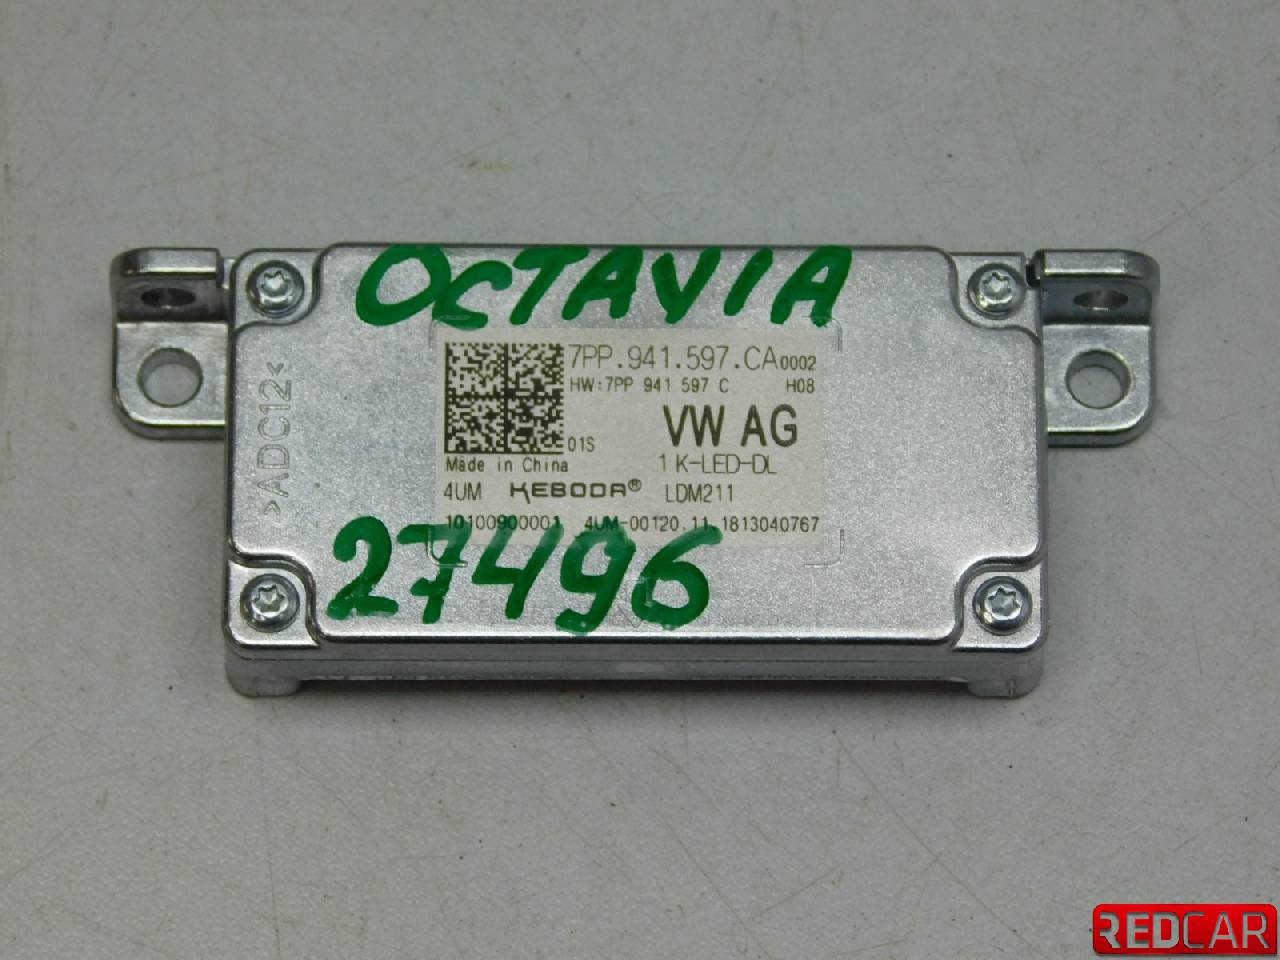 OCTAVIA
7PP.941.597.CA0002
HW:7PP 941 597 C H08
VW AG
01S
Made in China 1K-LED-DL
4UM KEBODA® LDM211
10100900001 4UM-00120.11 1813040767
27496
>ADC12<
REDCAR